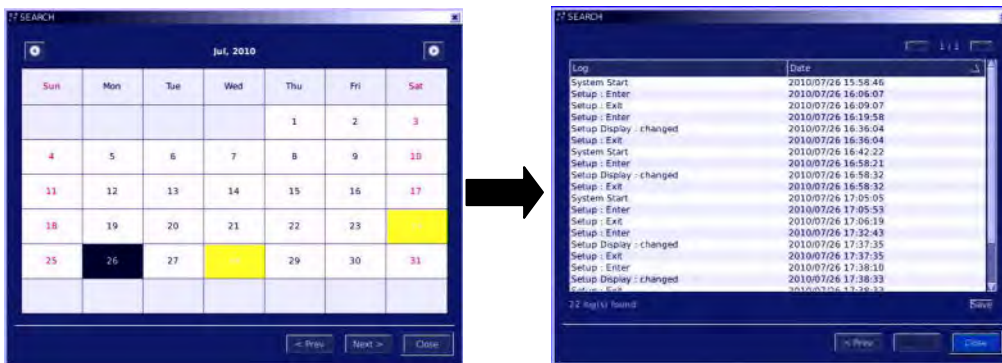 SEARCH
Jul, 2010
Sun Mon Tue Wed Thu Fri Sat
1 2 3
4 5 6 7 8 9 10
11 12 13 14 15 16 17
18 19 20 21 22 23
25 26 27 28 29 30 31
< Prev Next > Close
SEARCH
1 / 1
Log Date
System Start 2010/07/26 15:58:46
Setup : Enter 2010/07/26 16:06:07
Setup : Exit 2010/07/26 16:09:07
Setup : Enter 2010/07/26 16:19:58
Setup Display : changed 2010/07/26 16:36:04
Setup : Exit 2010/07/26 16:36:04
System Start 2010/07/26 16:42:22
Setup : Enter 2010/07/26 16:58:21
Setup Display : changed 2010/07/26 16:58:32
Setup : Exit 2010/07/26 16:58:32
System Start 2010/07/26 17:05:05
Setup : Enter 2010/07/26 17:05:53
Setup : Exit 2010/07/26 17:06:19
Setup : Enter 2010/07/26 17:32:43
Setup Display : changed 2010/07/26 17:37:35
Setup : Exit 2010/07/26 17:37:35
Setup : Enter 2010/07/26 17:38:10
Setup Display : changed 2010/07/26 17:38:33
Setup : Exit 2010/07/26 17:38:33
22 log(s) found
Save
< Prev Close